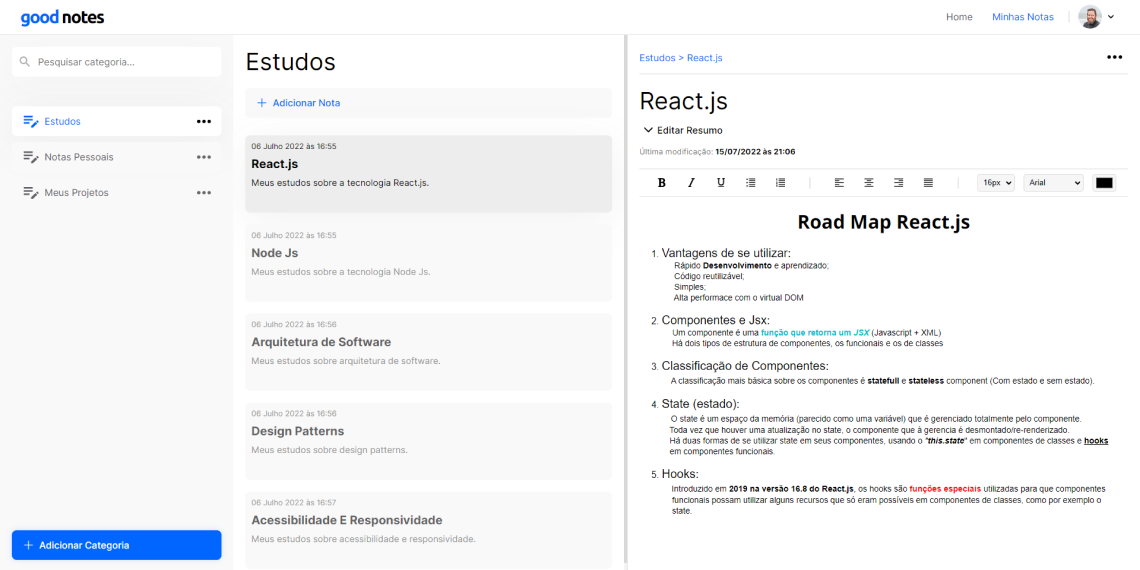 good notes
Home
Minhas Notas
Pesquisar categoria...
Estudos
Notas Pessoais
Meus Projetos
+ Adicionar Categoria
Estudos
+ Adicionar Nota
06 Julho 2022 às 16:55
React.js
Meus estudos sobre a tecnologia React.js.
06 Julho 2022 às 16:55
Node Js
Meus estudos sobre a tecnologia Node Js.
06 Julho 2022 às 16:56
Arquitetura de Software
Meus estudos sobre arquitetura de software.
06 Julho 2022 às 16:56
Design Patterns
Meus estudos sobre design patterns.
06 Julho 2022 às 16:57
Acessibilidade E Responsividade
Meus estudos sobre acessibilidade e responsividade.
Estudos > React.js
React.js
Editar Resumo
Última modificação: 15/07/2022 às 21:06
B I U 16px Arial
Road Map React.js
1. Vantagens de se utilizar:
Rápido Desenvolvimento e aprendizado;
Código reutilizável;
Simples;
Alta performace com o virtual DOM
2. Componentes e Jsx:
Um componente é uma função que retorna um JSX (Javascript + XML)
Há dois tipos de estrutura de componentes, os funcionais e os de classes
3. Classificação de Componentes:
A classificação mais básica sobre os componentes é statefull e stateless component (Com estado e sem estado).
4. State (estado):
O state é um espaço da memória (parecido como uma variável) que é gerenciado totalmente pelo componente.
Toda vez que houver uma atualização no state, o componente que à gerencia é desmontado/re-renderizado.
Há duas formas de se utilizar state em seus componentes, usando o "this.state" em componentes de classes e hooks
em componentes funcionais.
5. Hooks:
Introduzido em 2019 na versão 16.8 do React.js, os hooks são funções especiais utilizadas para que componentes
funcionais possam utilizar alguns recursos que só eram possíveis em componentes de classes, como por exemplo o
state.